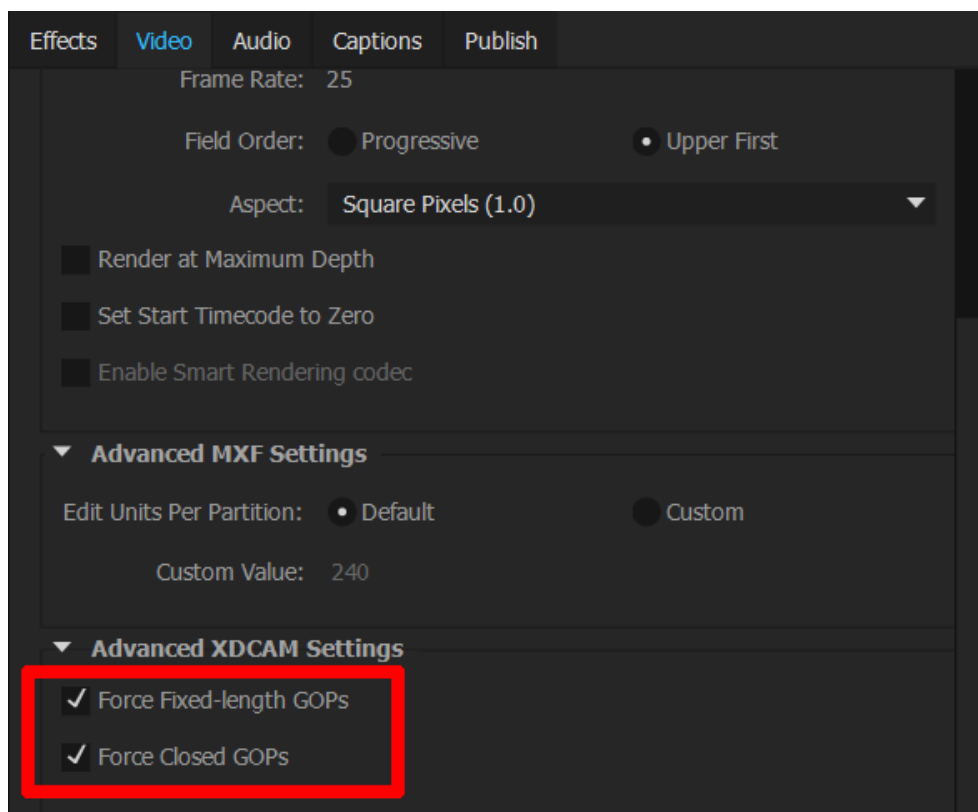 Effects Video Audio Captions Publish
Frame Rate: 25
Field Order: Progressive Upper First
Aspect: Square Pixels (1.0)
Render at Maximum Depth
Set Start Timecode to Zero
Enable Smart Rendering codec
Advanced MXF Settings
Edit Units Per Partition: Default Custom
Custom Value: 240
Advanced XDCAM Settings
Force Fixed-length GOPs
Force Closed GOPs